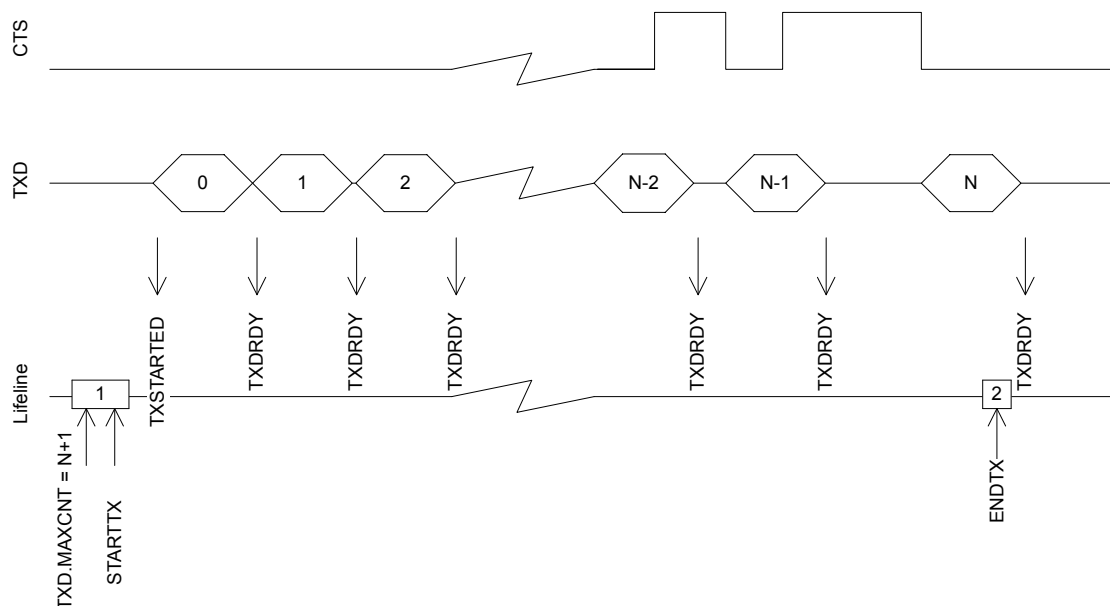 CTS
TXD
0
1
2
N-2
N-1
N
TXSTARTED
TXDRDY
TXDRDY
TXDRDY
TXDRDY
TXDRDY
TXDRDY
Lifeline
1
2
TXD.MAXCNT = N+1
STARTTX
ENDTX